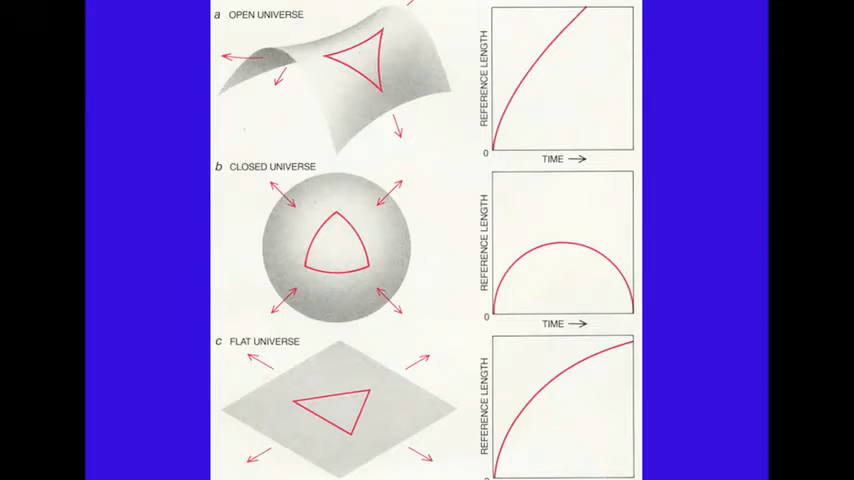 a OPEN UNIVERSE
REFERENCE LENGTH
0
TIME
b CLOSED UNIVERSE
REFERENCE LENGTH
0
TIME
c FLAT UNIVERSE
REFERENCE LENGTH
0